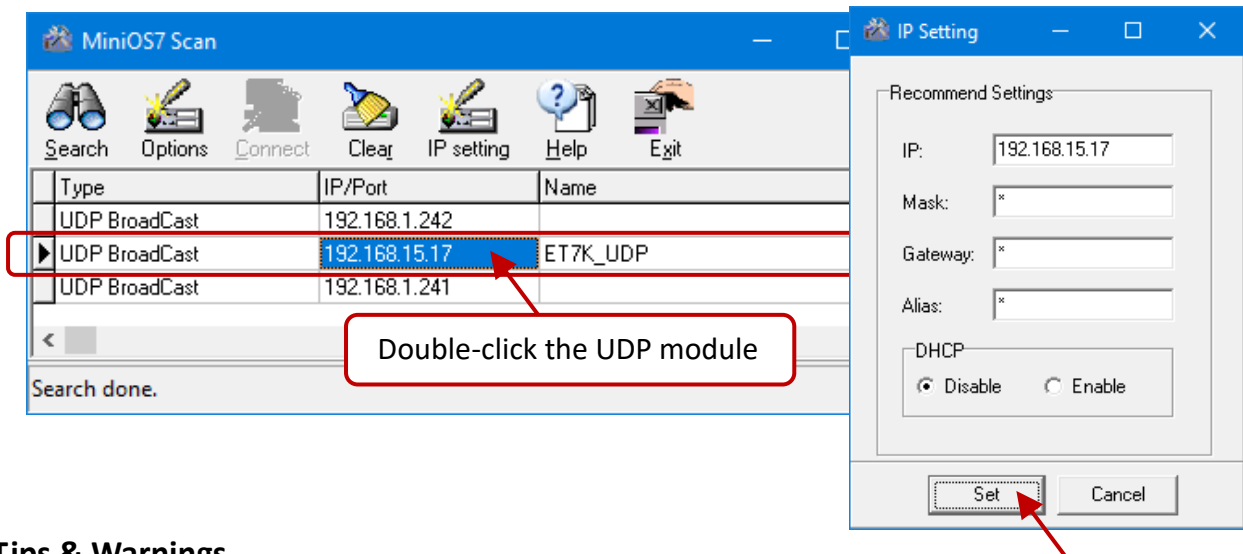 MiniOS7 Scan
Search Options Connect Clear IP setting Help Exit
Type IP/Port Name
UDP BroadCast 192.168.1.242
UDP BroadCast 192.168.15.17 ET7K_UDP
UDP BroadCast 192.168.1.241
Double-click the UDP module
Search done.
IP Setting
Recommend Settings
IP: 192.168.15.17
Mask: *
Gateway: *
Alias: *
DHCP
Disable Enable
Set Cancel
Tips & Warnings